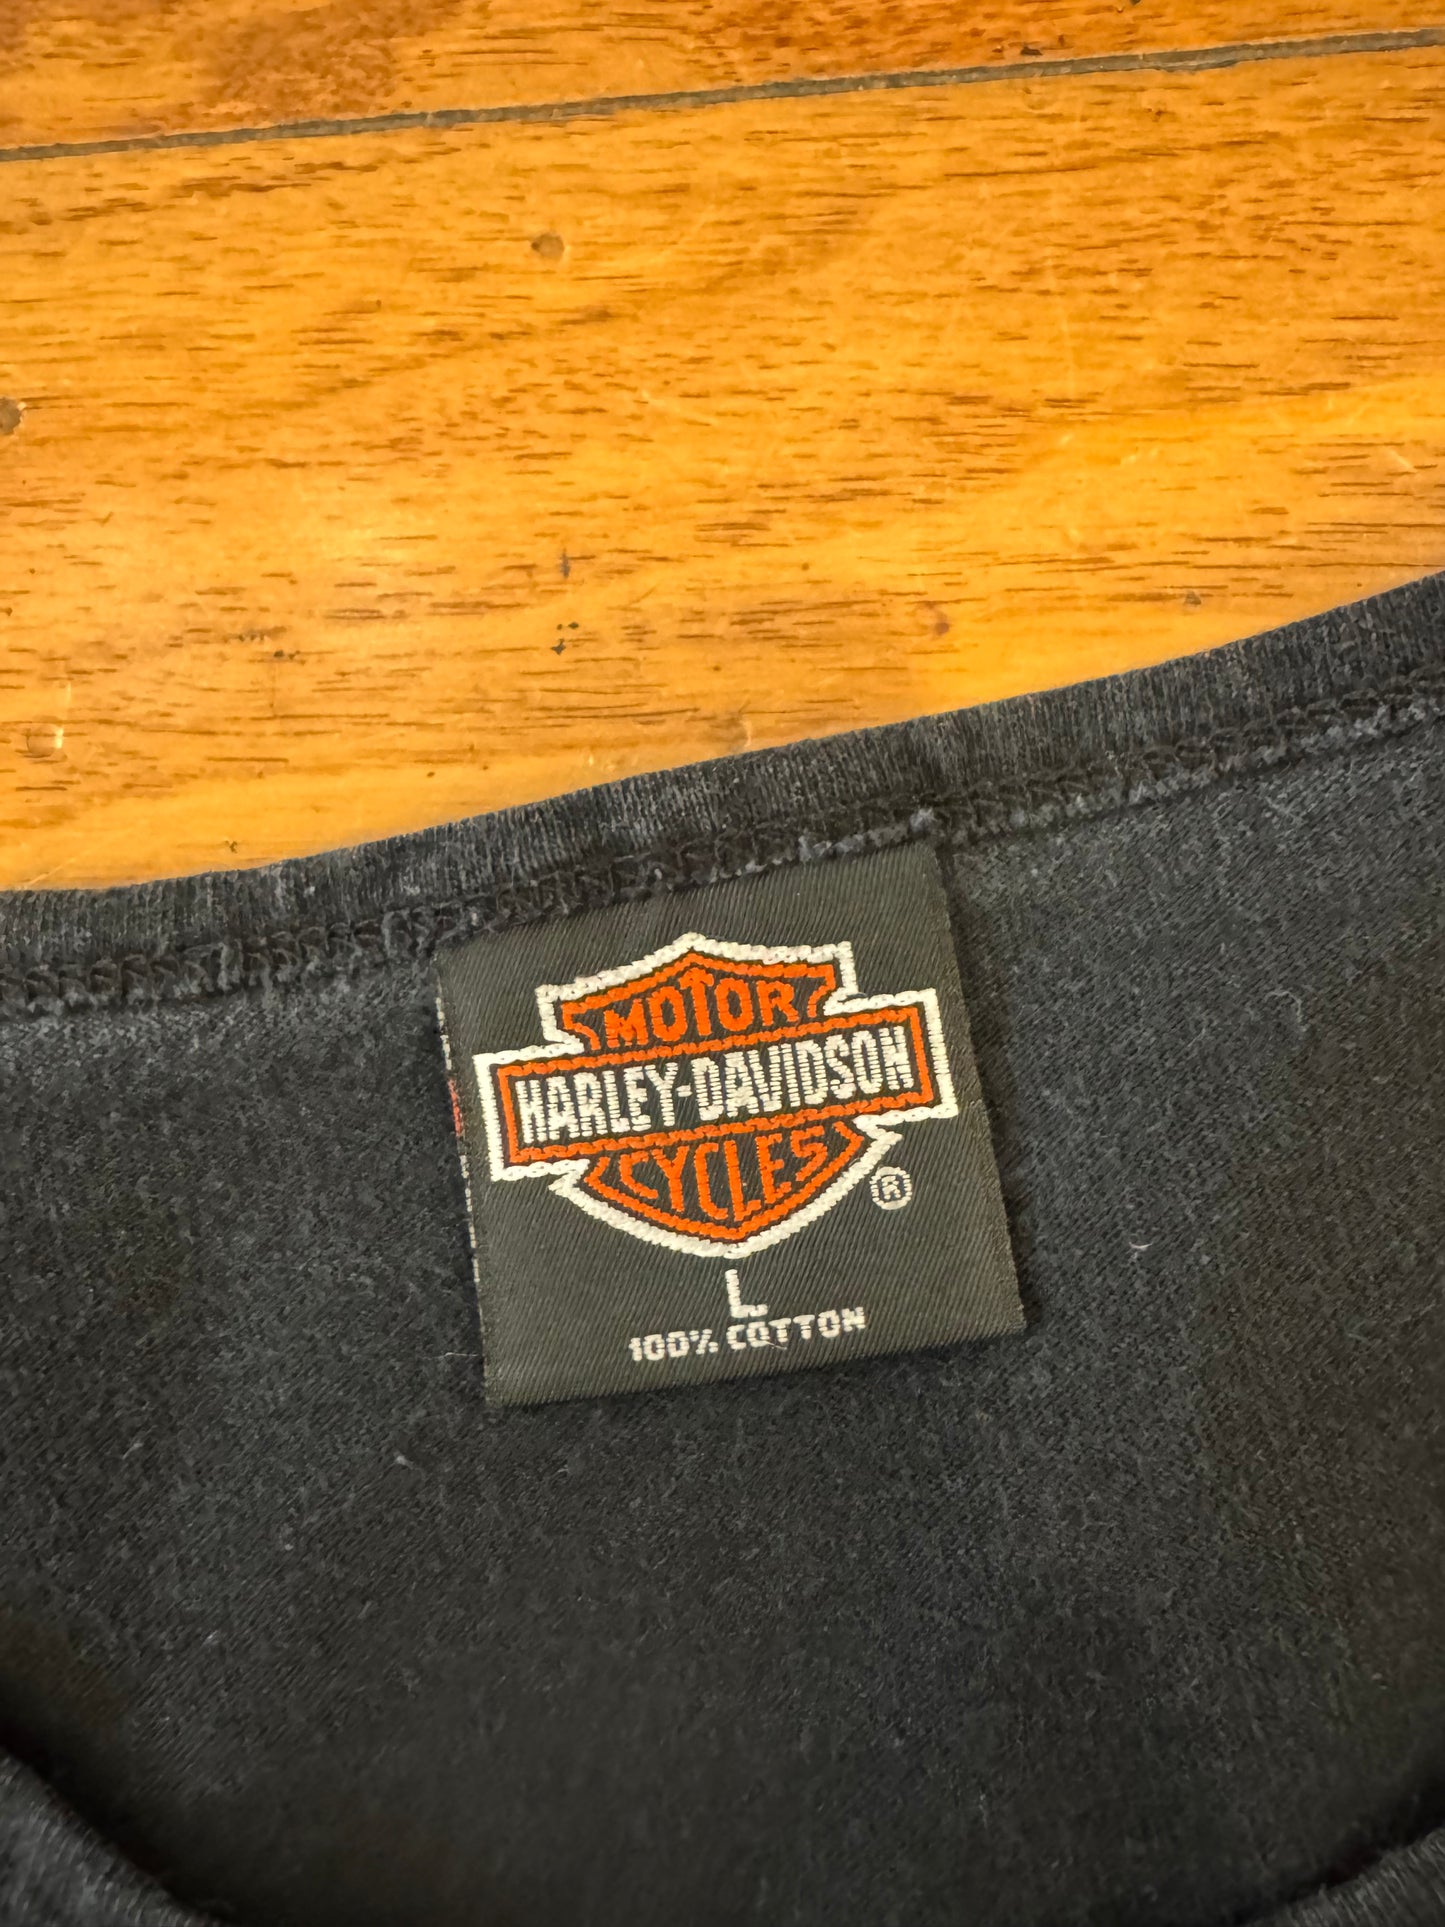 MOTOR
HARLEY-DAVIDSON
CYCLES
®
L
100% COTTON